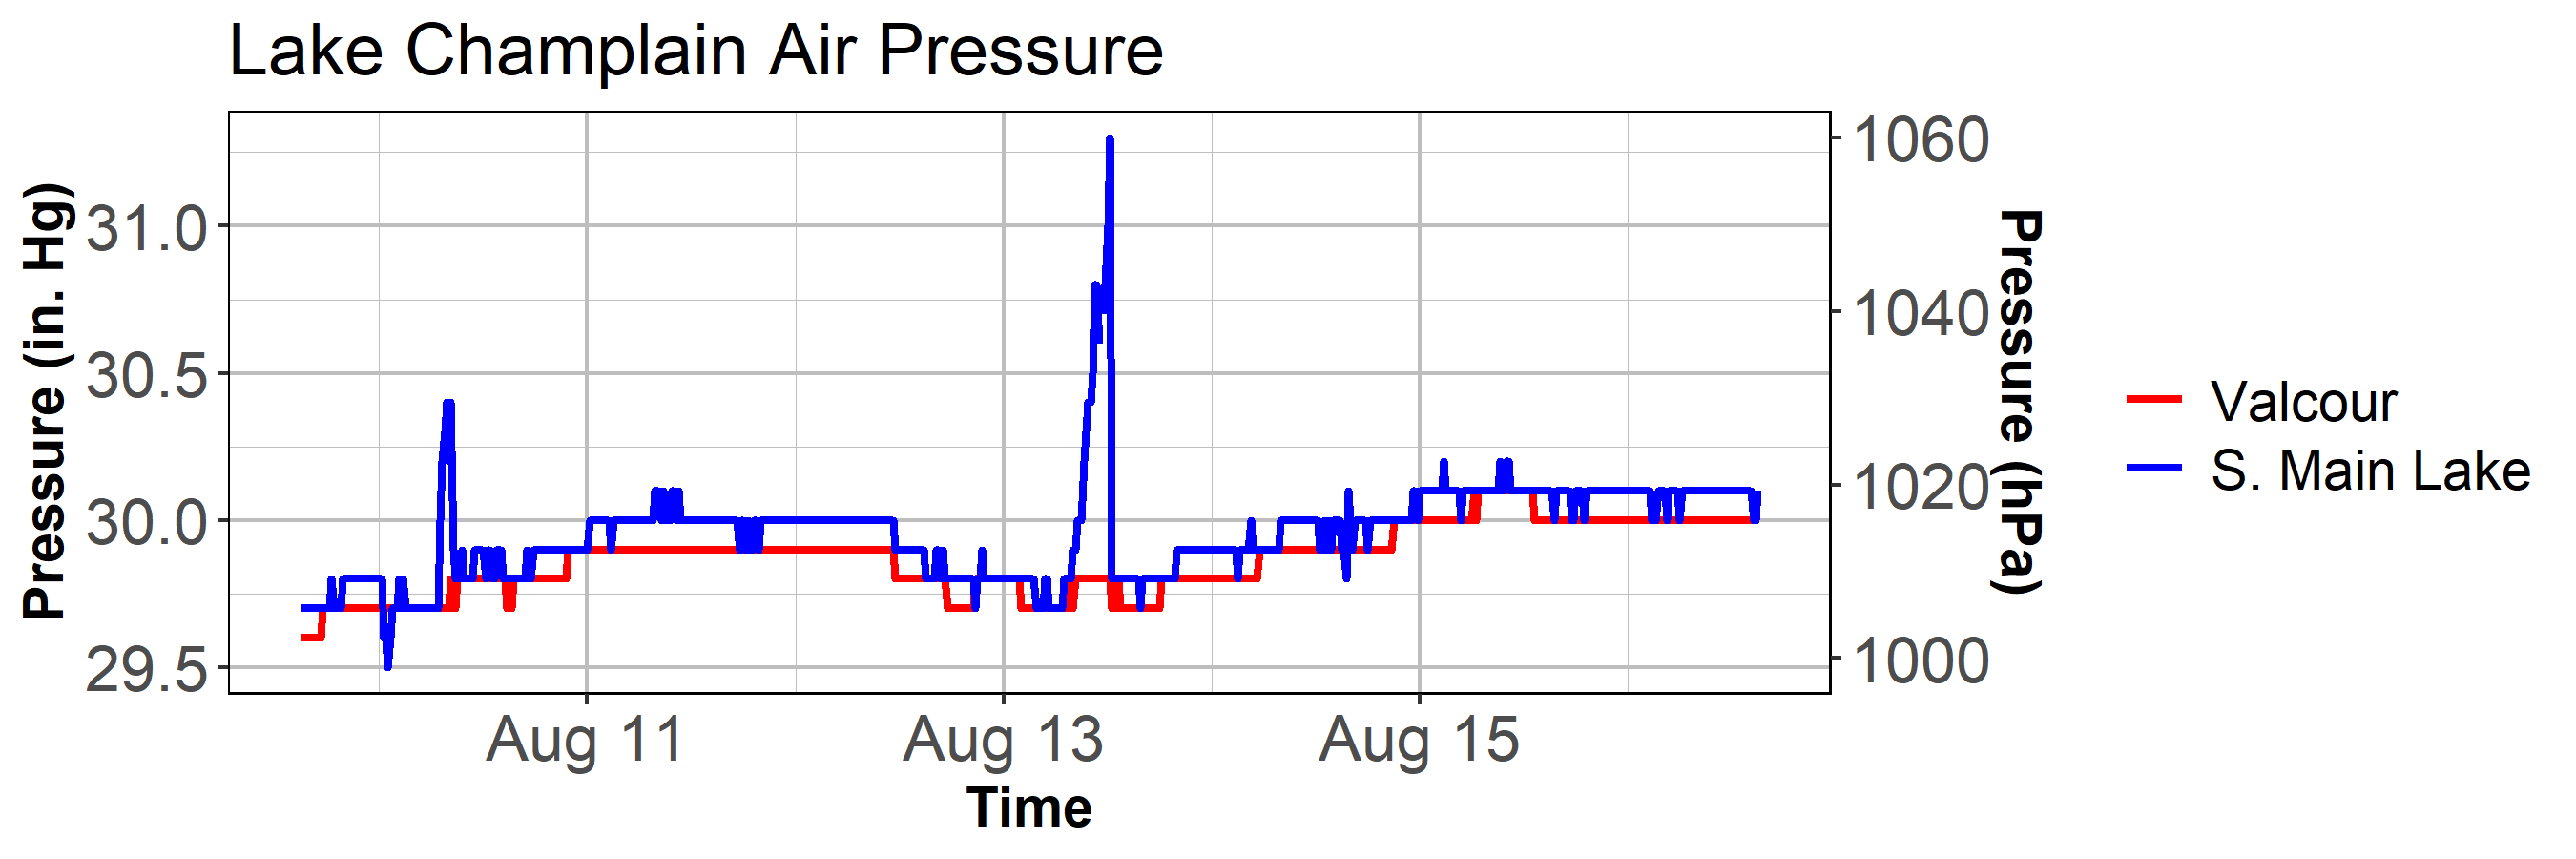 Lake Champlain Air Pressure
Pressure (in. Hg)
31.0
30.5
30.0
29.5
1060
1040
1020
1000
Pressure (hPa)
Aug 11
Aug 13
Aug 15
Time
Valcour
S. Main Lake